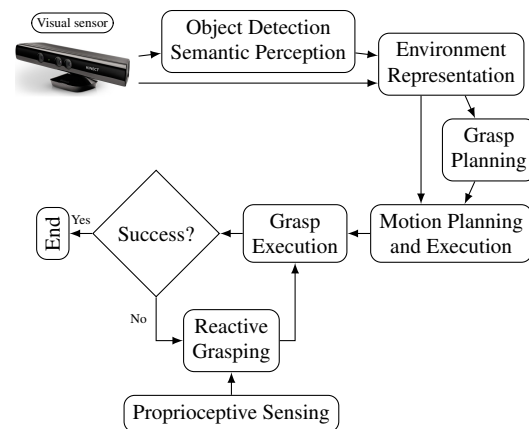 Visual sensor
KINECT
Object Detection
Semantic Perception
Environment
Representation
Grasp
Planning
Motion Planning
and Execution
Grasp
Execution
Success?
Yes
End
No
Reactive
Grasping
Proprioceptive Sensing